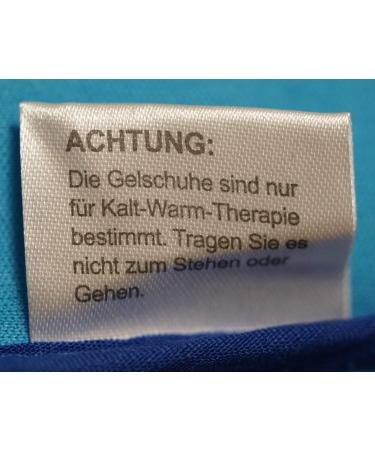 ACHTUNG:
Die Gelschuhe sind nur
für Kalt-Warm-Therapie
bestimmt. Tragen Sie es
nicht zum Stehen oder
Gehen.